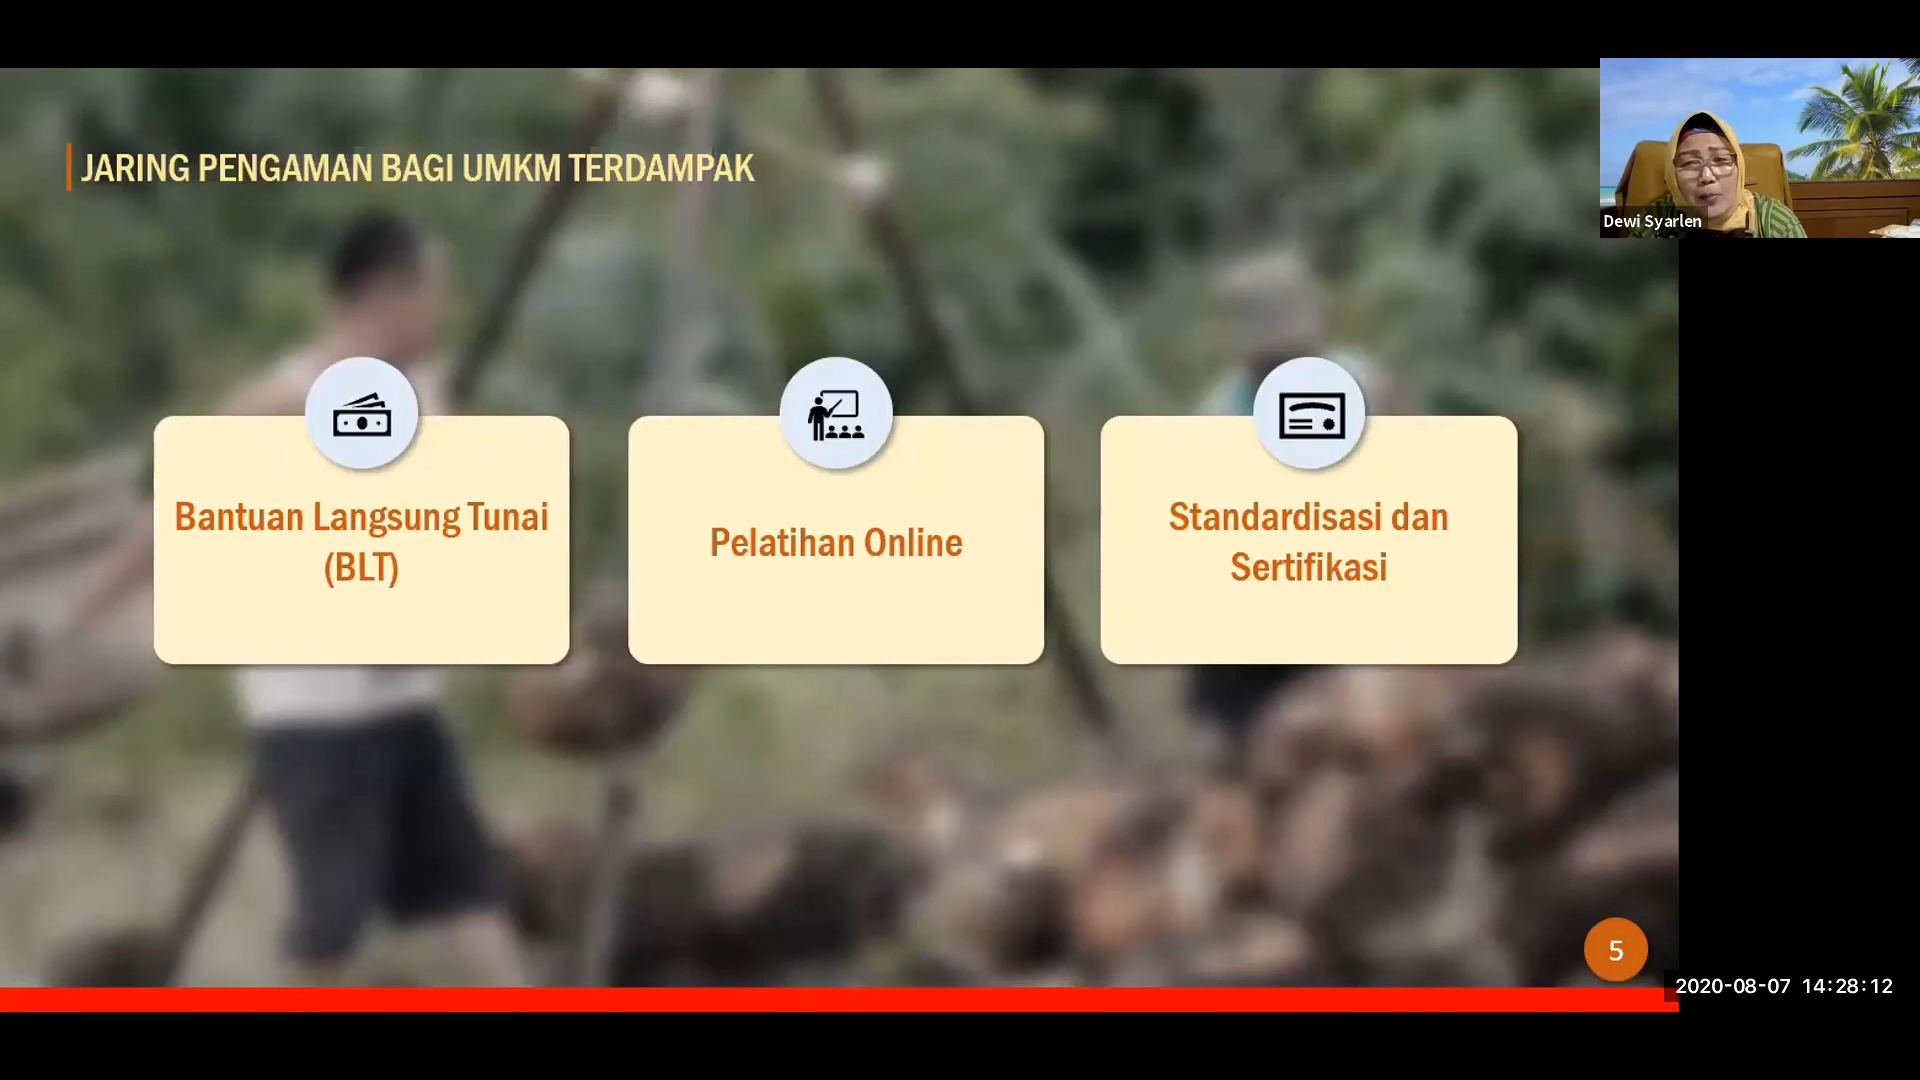 JARING PENGAMAN BAGI UMKM TERDAMPAK
Dewi Syarlen
Bantuan Langsung Tunai
(BLT)
Pelatihan Online
Standardisasi dan
Sertifikasi
5
2020-08-07 14:28:12